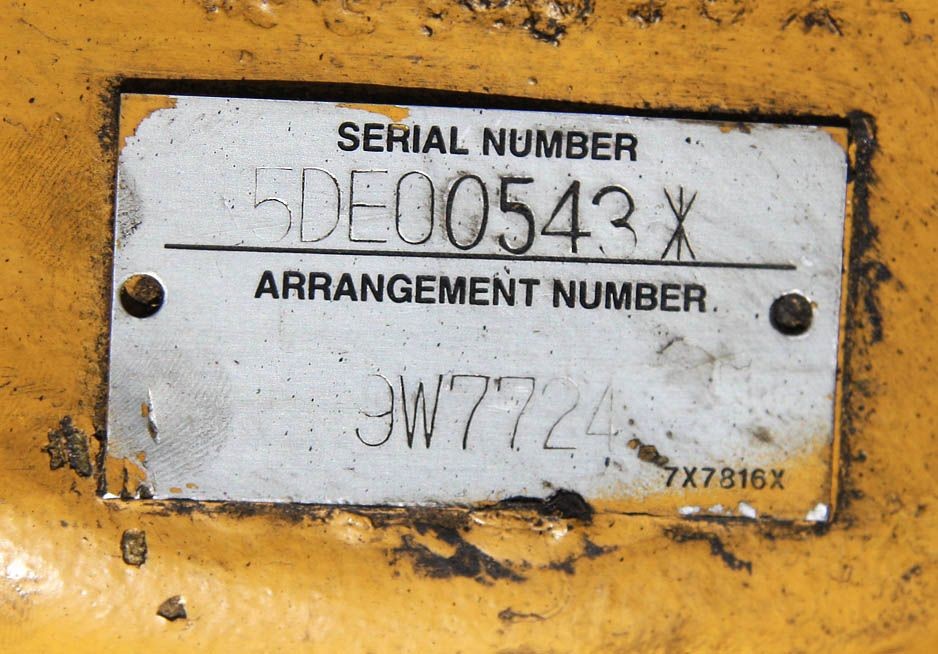 SERIAL NUMBER
5DE00543
ARRANGEMENT NUMBER
9W7724
7X7816X